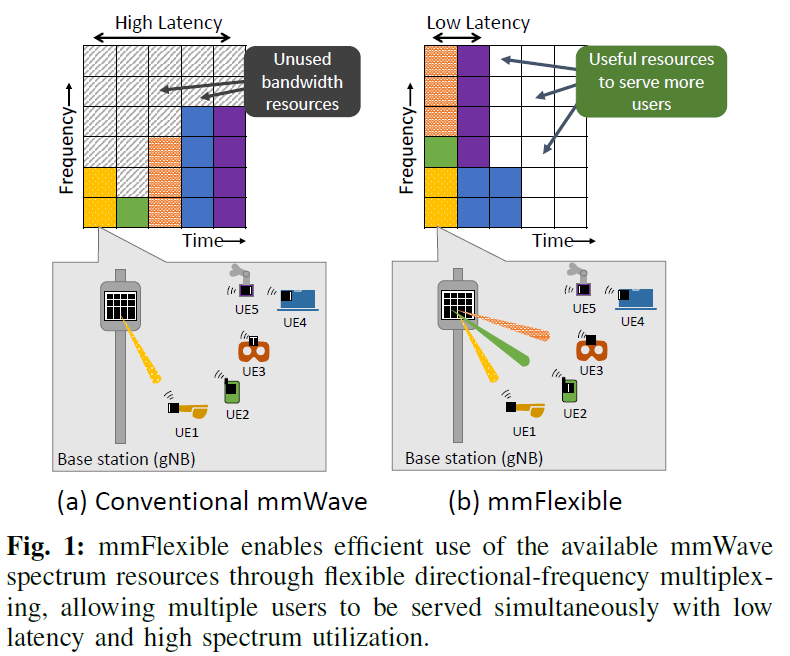 High Latency
Unused
bandwidth
resources
Frequency
Time
UE5
UE4
UE3
UE2
UE1
Base station (gNB)
(a) Conventional mmWave
Low Latency
Useful resources
to serve more
users
Frequency
Time
UE5
UE4
UE3
UE2
UE1
Base station (gNB)
(b) mmFlexible
Fig. 1: mmFlexible enables efficient use of the available mmWave
spectrum resources through flexible directional-frequency multiplex-
ing, allowing multiple users to be served simultaneously with low
latency and high spectrum utilization.